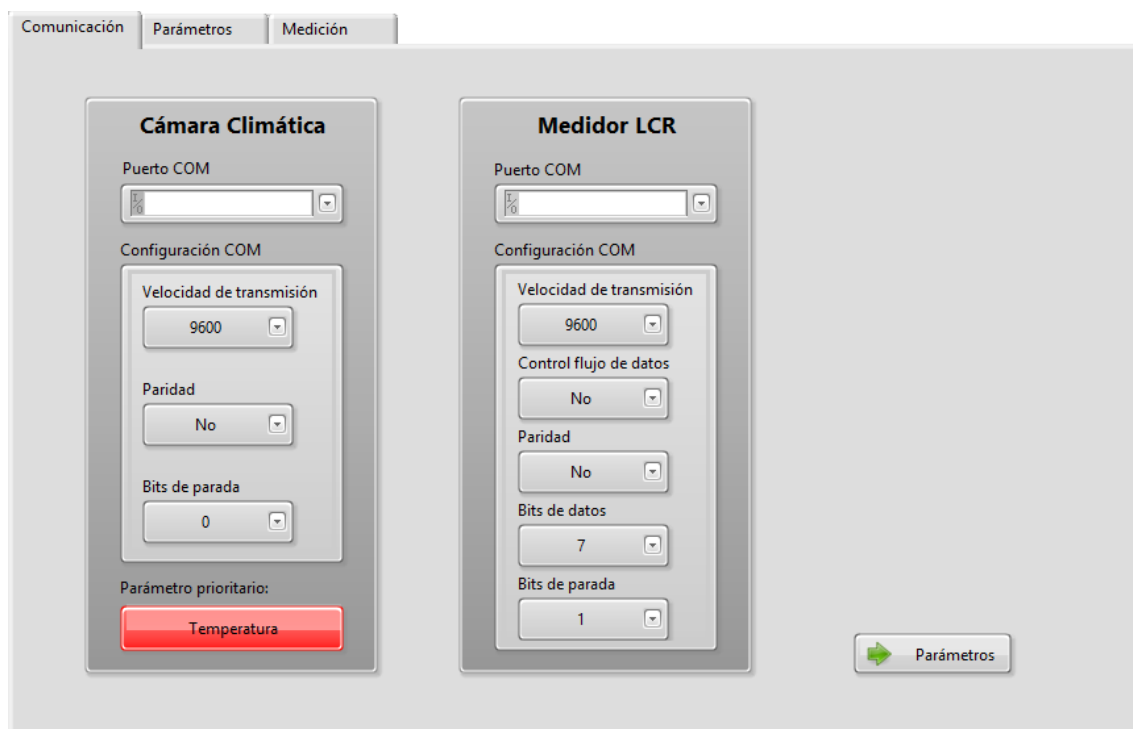 Comunicación
Parámetros
Medición
Cámara Climática
Puerto COM
I/O
Configuración COM
Velocidad de transmisión
9600
Paridad
No
Bits de parada
0
Parámetro prioritario:
Temperatura
Medidor LCR
Puerto COM
I/O
Configuración COM
Velocidad de transmisión
9600
Control flujo de datos
No
Paridad
No
Bits de datos
7
Bits de parada
1
Parámetros